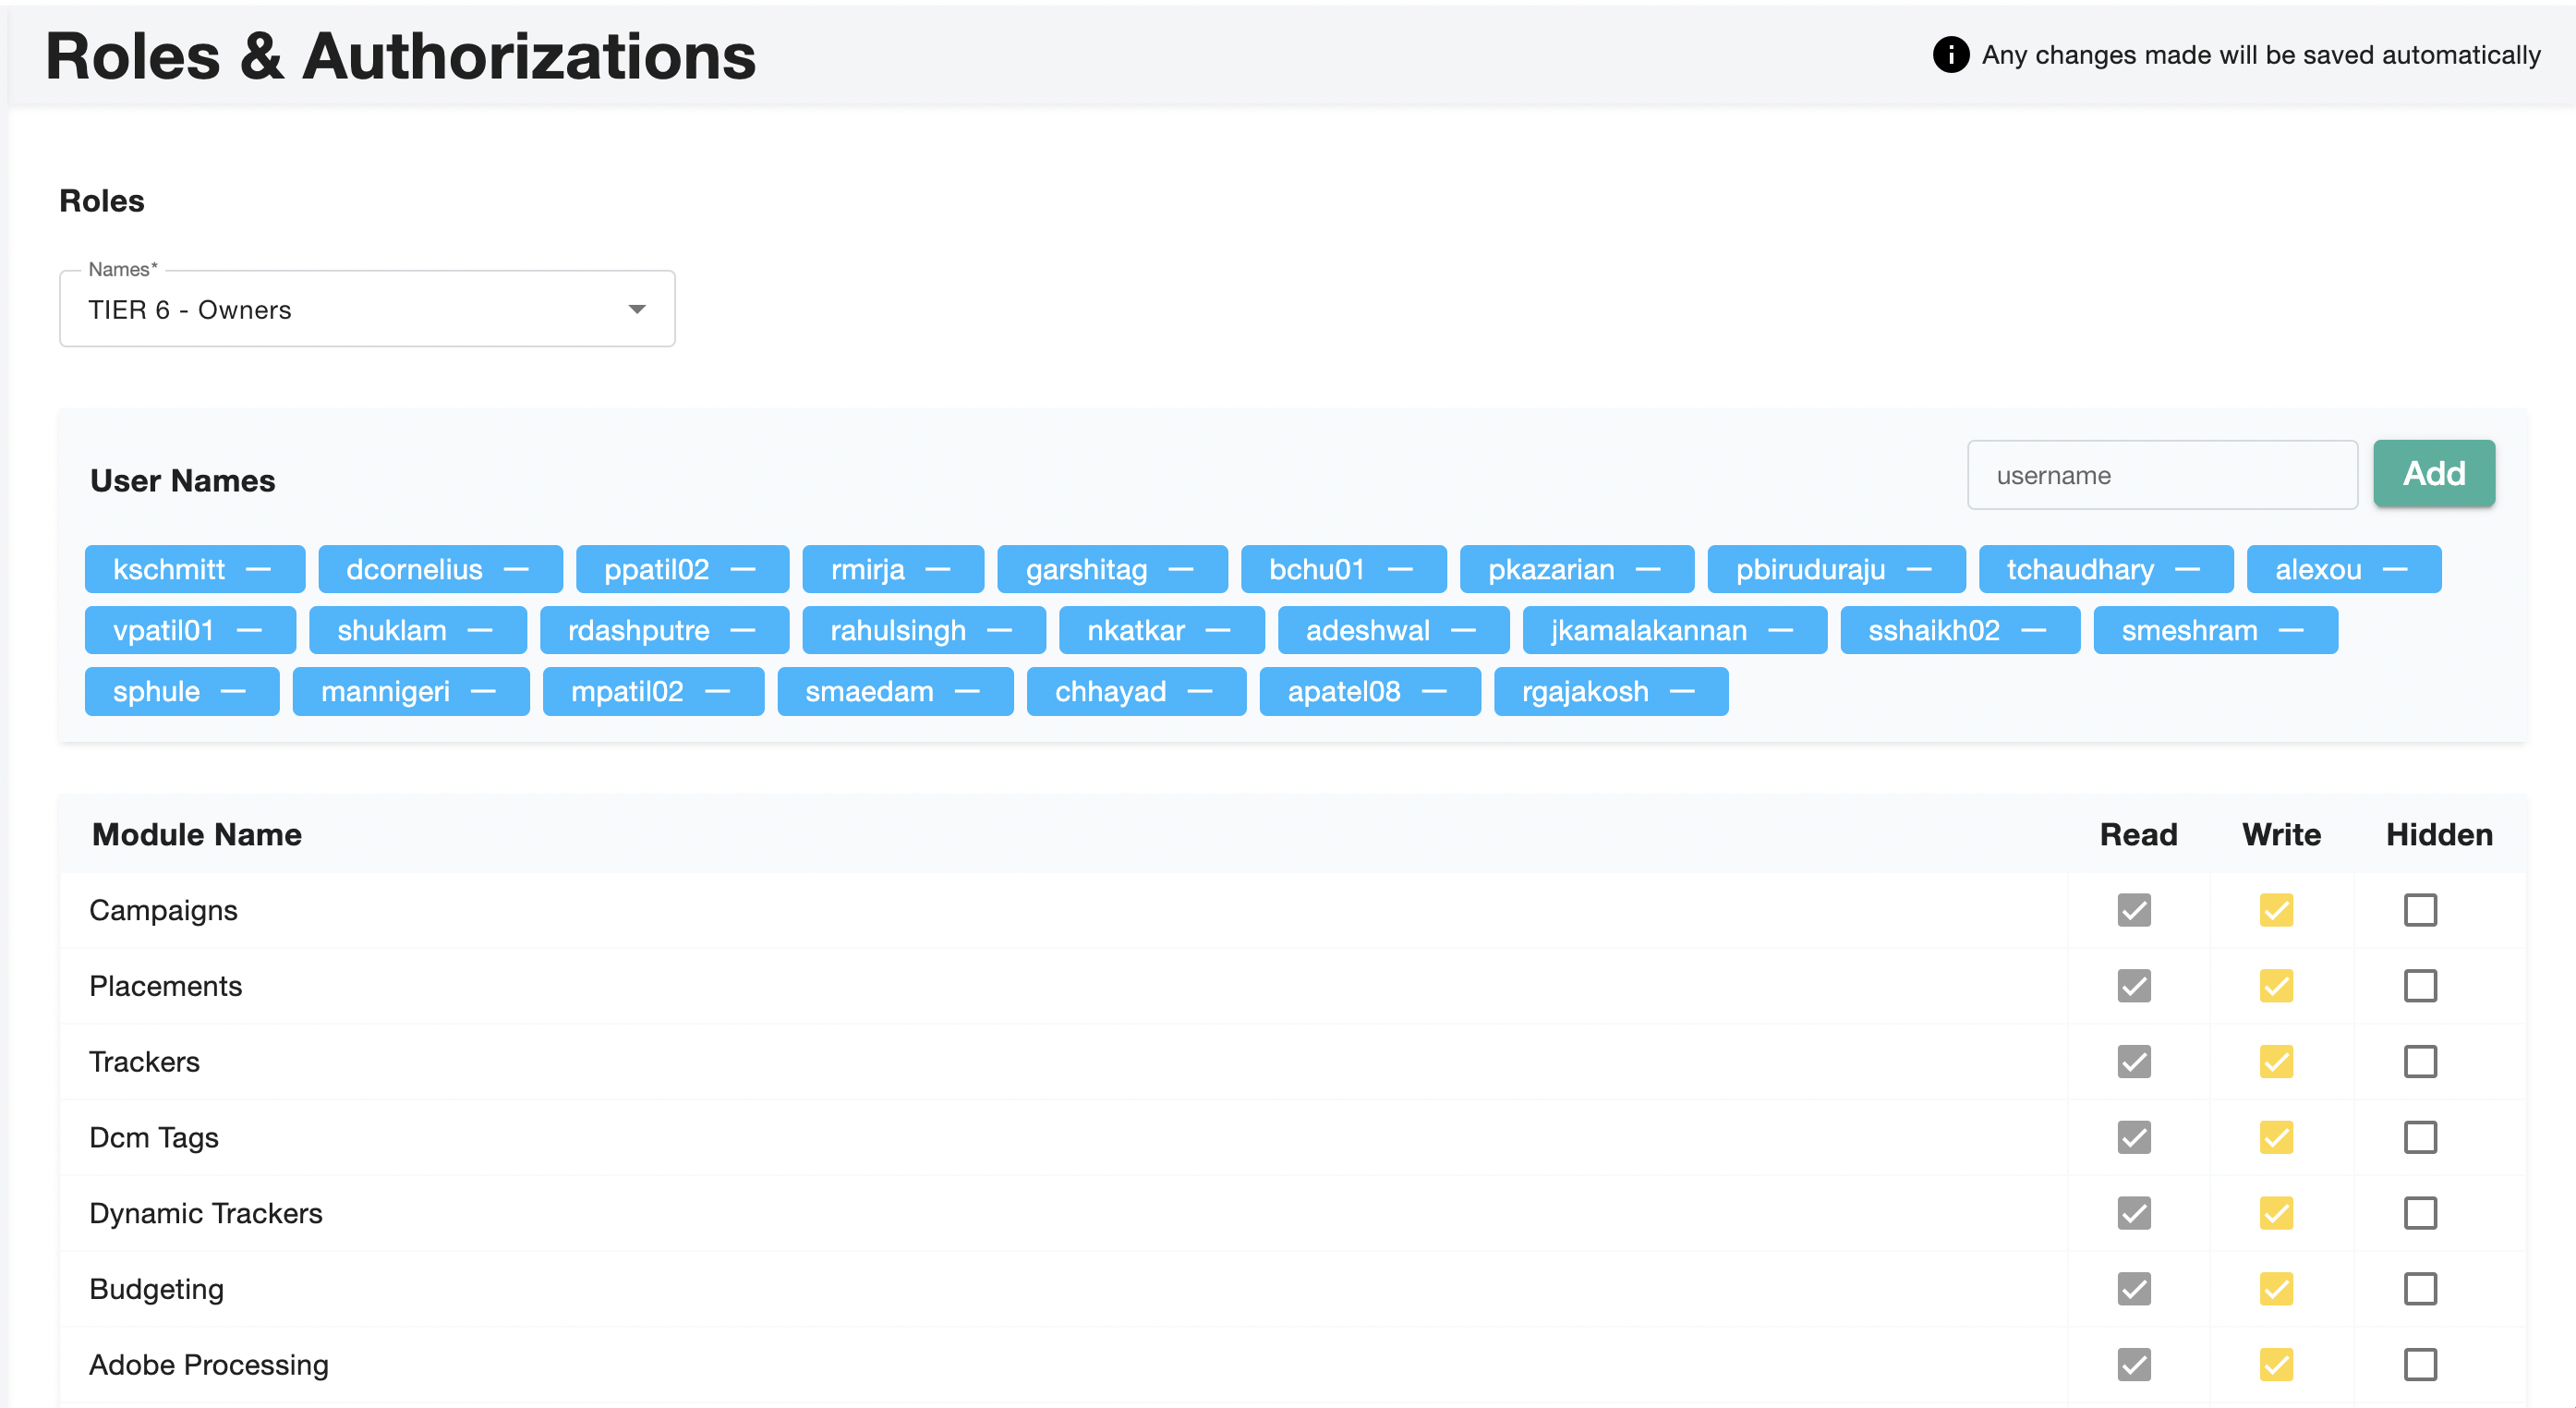 Roles & Authorizations
Any changes made will be saved automatically
Roles
Names*
TIER 6 - Owners
User Names
username
Add
kschmitt — dcornelius — ppatil02 — rmirja — garshitag — bchu01 — pkazarian — pbiruduraju — tchaudhary — alexou —
vpatil01 — shuklam — rdashputre — rahulsingh — nkatkar — adeshwal — jkamalakannan — sshaikh02 — smeshram —
sphule — mannigeri — mpatil02 — smaedam — chhayad — apatel08 — rgajakosh —
Module Name Read Write Hidden
Campaigns
Placements
Trackers
Dcm Tags
Dynamic Trackers
Budgeting
Adobe Processing